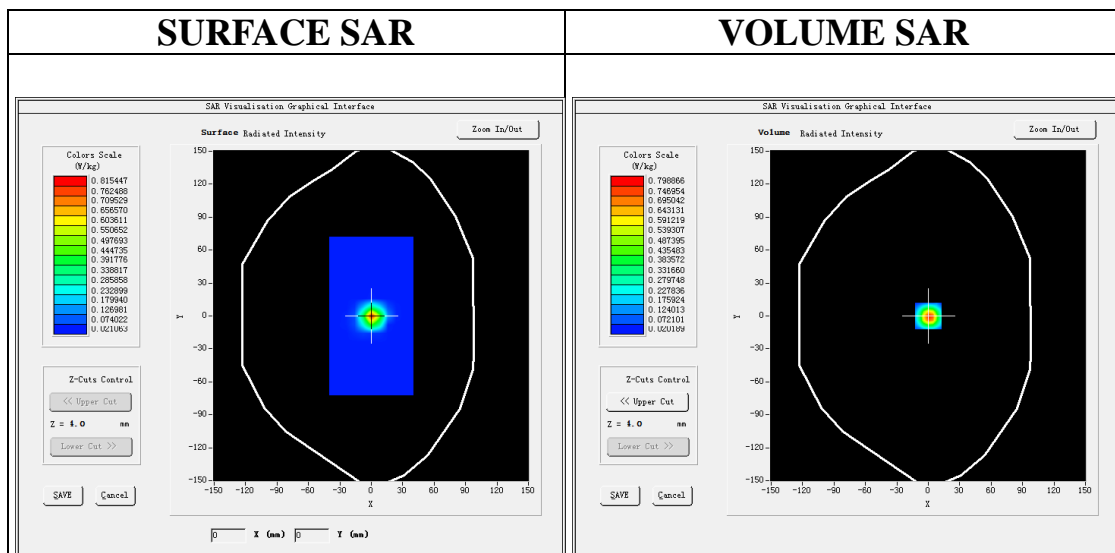 SURFACE SAR
VOLUME SAR
SAR Visualisation Graphical Interface
Surface Radiated Intensity
Zoom In/Out
Colors Scale
(W/kg)
0.815447
0.762488
0.709529
0.656570
0.603611
0.550652
0.497693
0.444735
0.391776
0.338817
0.285858
0.232899
0.179940
0.126981
0.074022
0.021063
150
120
90
60
30
0
-30
-60
-90
-120
-150
Y
-150 -120 -90 -60 -30 0 30 60 90 120 150
X
Z-Cuts Control
<< Upper Cut
Z = 4.0 mm
Lower Cut >>
SAVE Cancel
0 X (mm) 0 Y (mm)
SAR Visualisation Graphical Interface
Volume Radiated Intensity
Zoom In/Out
Colors Scale
(W/kg)
0.798866
0.746954
0.695042
0.643131
0.591219
0.539307
0.487395
0.435483
0.383572
0.331660
0.279748
0.227836
0.175924
0.124013
0.072101
0.020189
150
120
90
60
30
0
-30
-60
-90
-120
-150
Y
-150 -120 -90 -60 -30 0 30 60 90 120 150
X
Z-Cuts Control
<< Upper Cut
Z = 4.0 mm
Lower Cut >>
SAVE Cancel